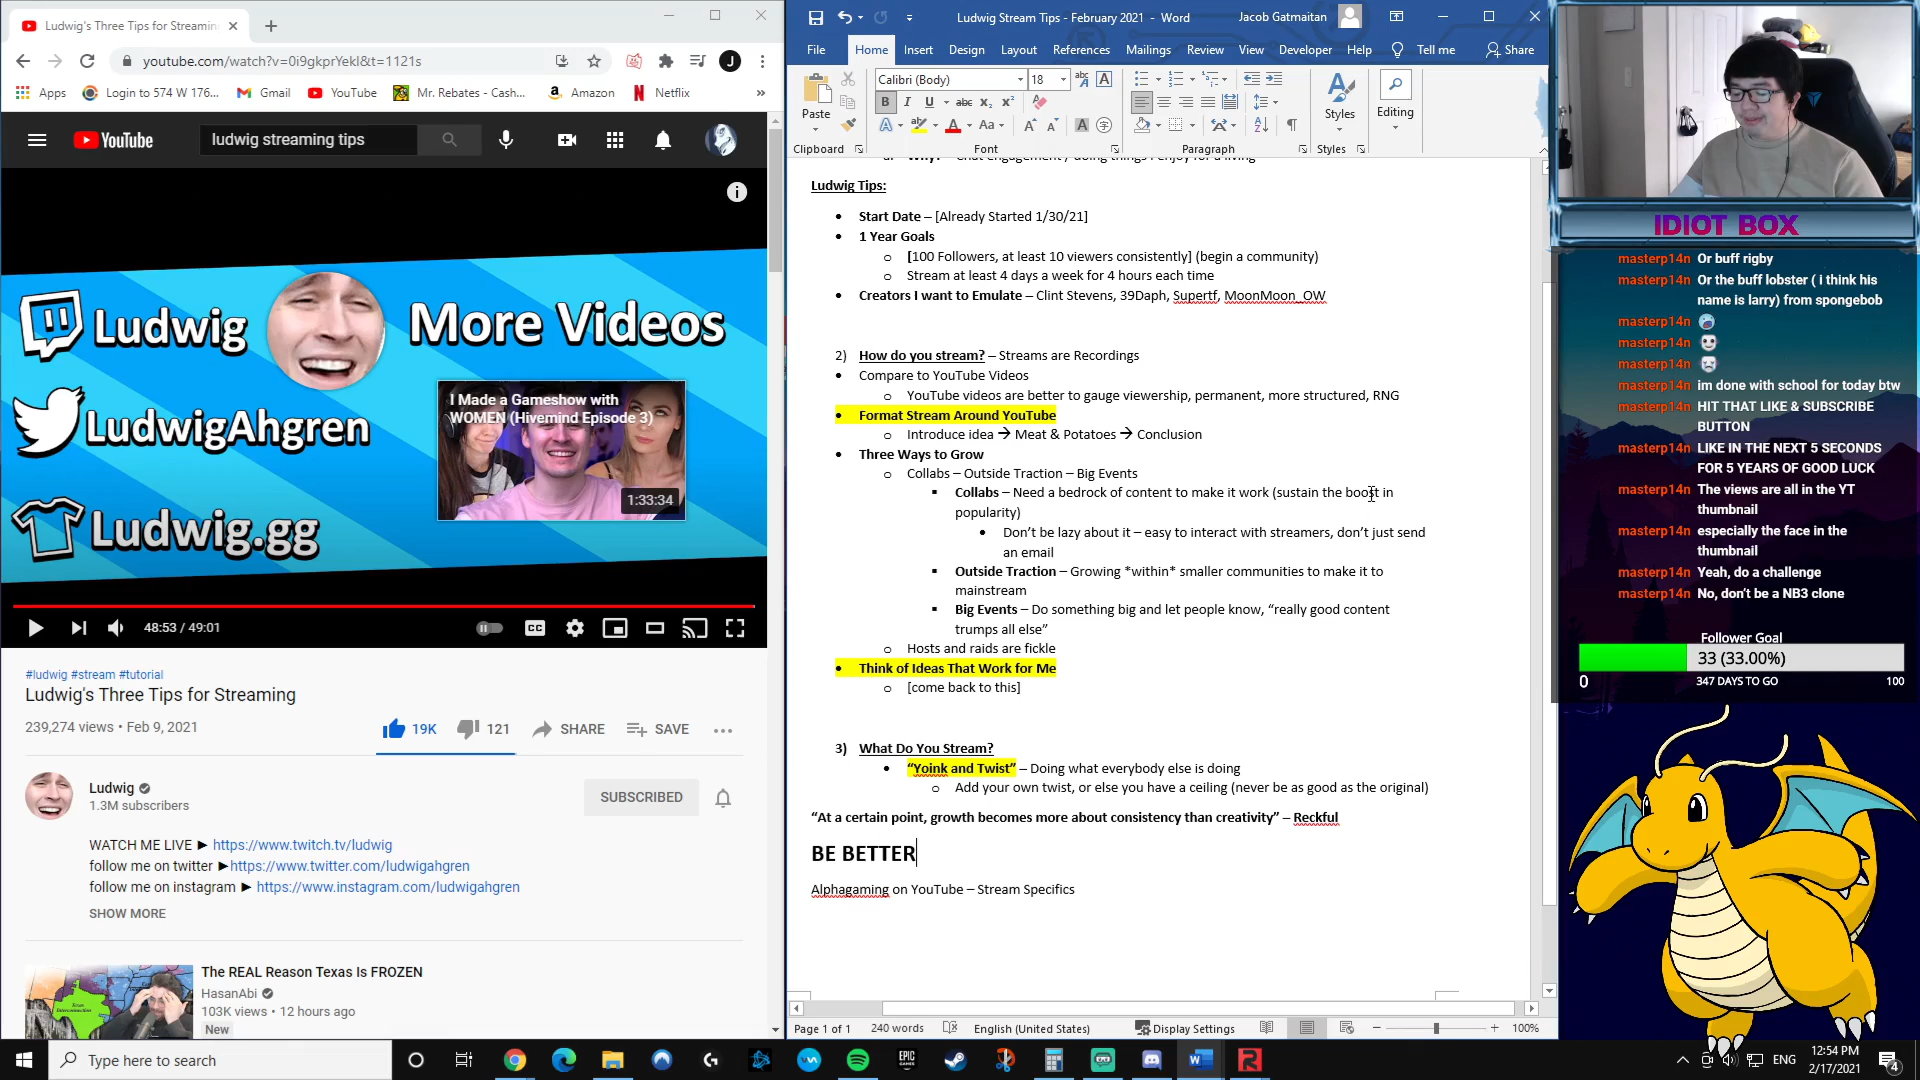 Ludwig's Three Tips for Streamin
youtube.com/watch?v=0i9gkprYekI&t=1121s
J
Apps
Login to 574 W 176...
Gmail
YouTube
Mr. Rebates - Cash...
Amazon
Netflix
»
YouTube
ludwig streaming tips
Ludwig
More Videos
LudwigAhgren
Ludwig.gg
I Made a Gameshow with
WOMEN (Hivemind Episode 3)
1:33:34
48:53 / 49:01
CC
#ludwig #stream #tutorial
Ludwig's Three Tips for Streaming
239,274 views • Feb 9, 2021
19K
121
SHARE
SAVE
Ludwig
1.3M subscribers
SUBSCRIBED
WATCH ME LIVE ► https://www.twitch.tv/ludwig
follow me on twitter ►https://www.twitter.com/ludwigahgren
follow me on instagram ► https://www.instagram.com/ludwigahgren
SHOW MORE
The REAL Reason Texas Is FROZEN
HasanAbi
103K views • 12 hours ago
New
Ludwig Stream Tips - February 2021 - Word
Jacob Gatmaitan
File
Home
Insert
Design
Layout
References
Mailings
Review
View
Developer
Help
Tell me
Share
Paste
Clipboard
Calibri (Body)
18
Font
Paragraph
Styles
Styles
Editing
Ludwig Tips:
• Start Date – [Already Started 1/30/21]
• 1 Year Goals
o [100 Followers, at least 10 viewers consistently] (begin a community)
o Stream at least 4 days a week for 4 hours each time
• Creators I want to Emulate – Clint Stevens, 39Daph, Supertf, MoonMoon_OW
2) How do you stream? – Streams are Recordings
• Compare to YouTube Videos
o YouTube videos are better to gauge viewership, permanent, more structured, RNG
• Format Stream Around YouTube
o Introduce idea → Meat & Potatoes → Conclusion
• Three Ways to Grow
o Collabs – Outside Traction – Big Events
▪ Collabs – Need a bedrock of content to make it work (sustain the boost in
popularity)
• Don't be lazy about it – easy to interact with streamers, don't just send
an email
▪ Outside Traction – Growing *within* smaller communities to make it to
mainstream
▪ Big Events – Do something big and let people know, “really good content
trumps all else”
o Hosts and raids are fickle
• Think of Ideas That Work for Me
o [come back to this]
3) What Do You Stream?
• “Yoink and Twist” – Doing what everybody else is doing
o Add your own twist, or else you have a ceiling (never be as good as the original)
“At a certain point, growth becomes more about consistency than creativity” – Reckful
BE BETTER
Alphagaming on YouTube – Stream Specifics
Page 1 of 1
240 words
English (United States)
Display Settings
100%
IDIOT BOX
masterp14n Or buff rigby
masterp14n Or the buff lobster ( i think his
name is larry) from spongebob
masterp14n
masterp14n
masterp14n
masterp14n im done with school for today btw
masterp14n HIT THAT LIKE & SUBSCRIBE
BUTTON
masterp14n LIKE IN THE NEXT 5 SECONDS
FOR 5 YEARS OF GOOD LUCK
masterp14n The views are all in the YT
thumbnail
masterp14n especially the face in the
thumbnail
masterp14n Yeah, do a challenge
masterp14n No, don't be a NB3 clone
Follower Goal
33 (33.00%)
0
347 DAYS TO GO
100
Type here to search
EPIC
ENG
12:54 PM
2/17/2021
4